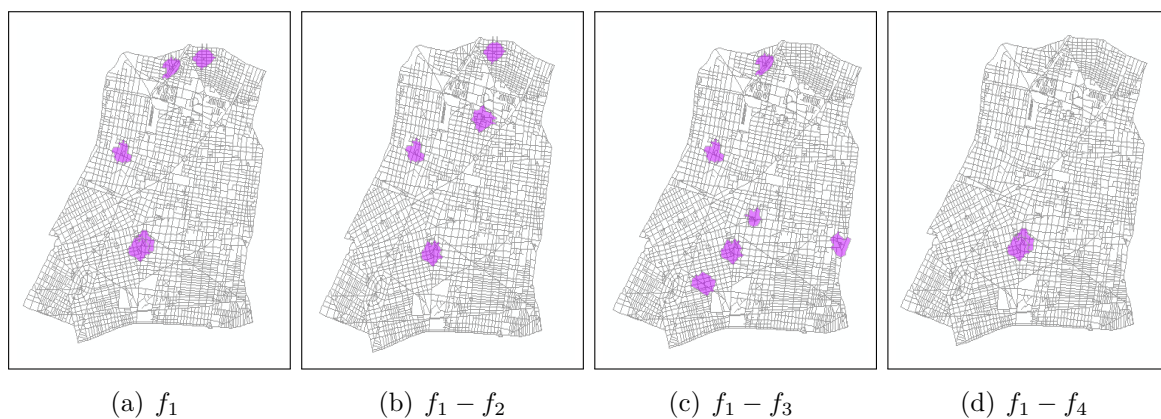 (a) f₁
(b) f₁ − f₂
(c) f₁ − f₃
(d) f₁ − f₄